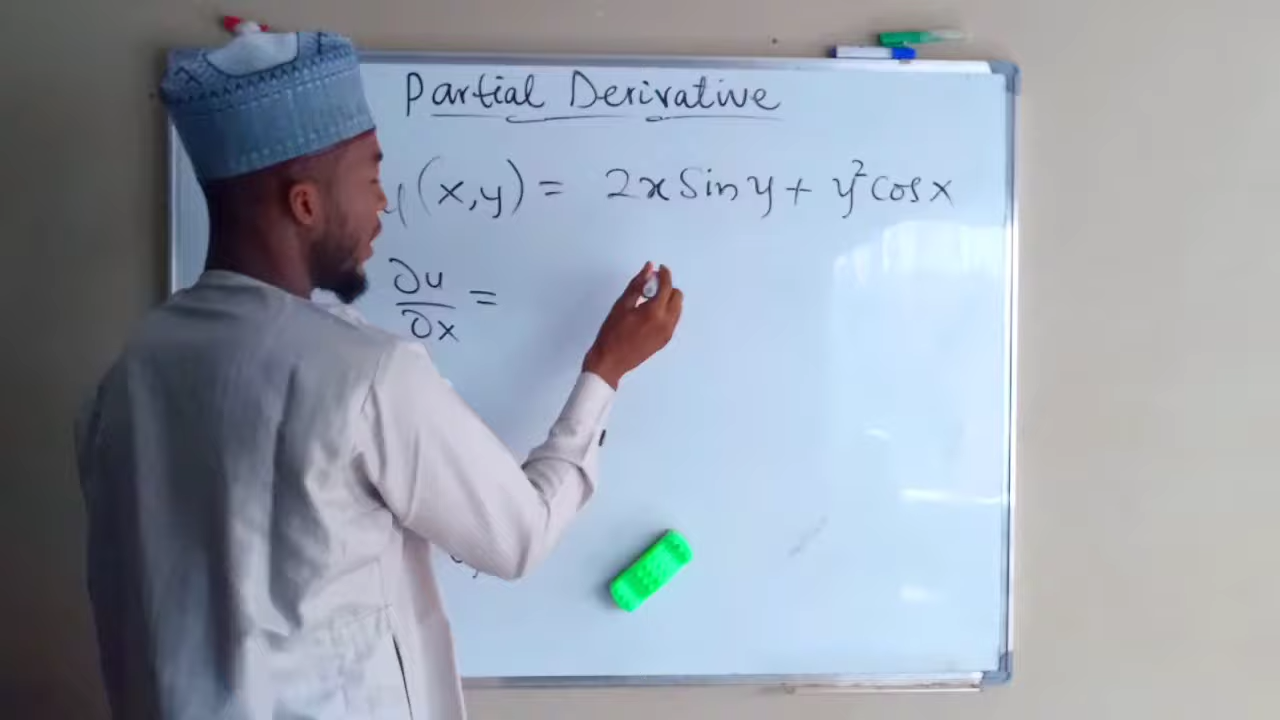 Partial Derivative
u(x,y) = 2x Sin y + y² cos x
∂u/∂x =